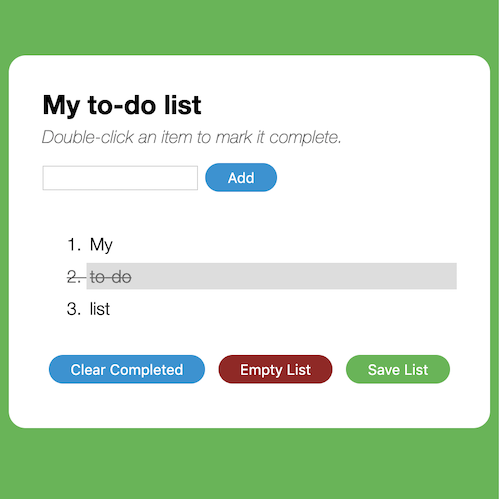 My to-do list
Double-click an item to mark it complete.
Add
1. My
2. to-do
3. list
Clear Completed Empty List Save List